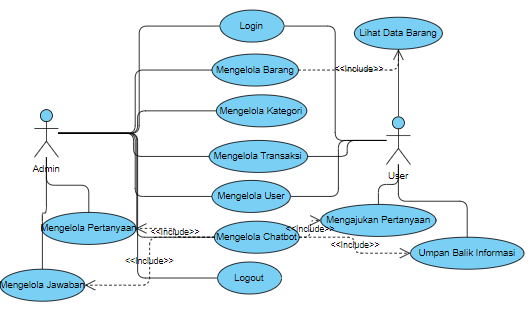 Login
Lihat Data Barang
Mengelola Barang
<<Include>>
Mengelola Kategori
Mengelola Transaksi
Admin
User
Mengelola User
Mengajukan Pertanyaan
Mengelola Pertanyaan
<<Include>>
Mengelola Chatbot
<<Include>>
<<Include>>
Umpan Balik Informasi
<<Include>>
Logout
Mengelola Jawaban